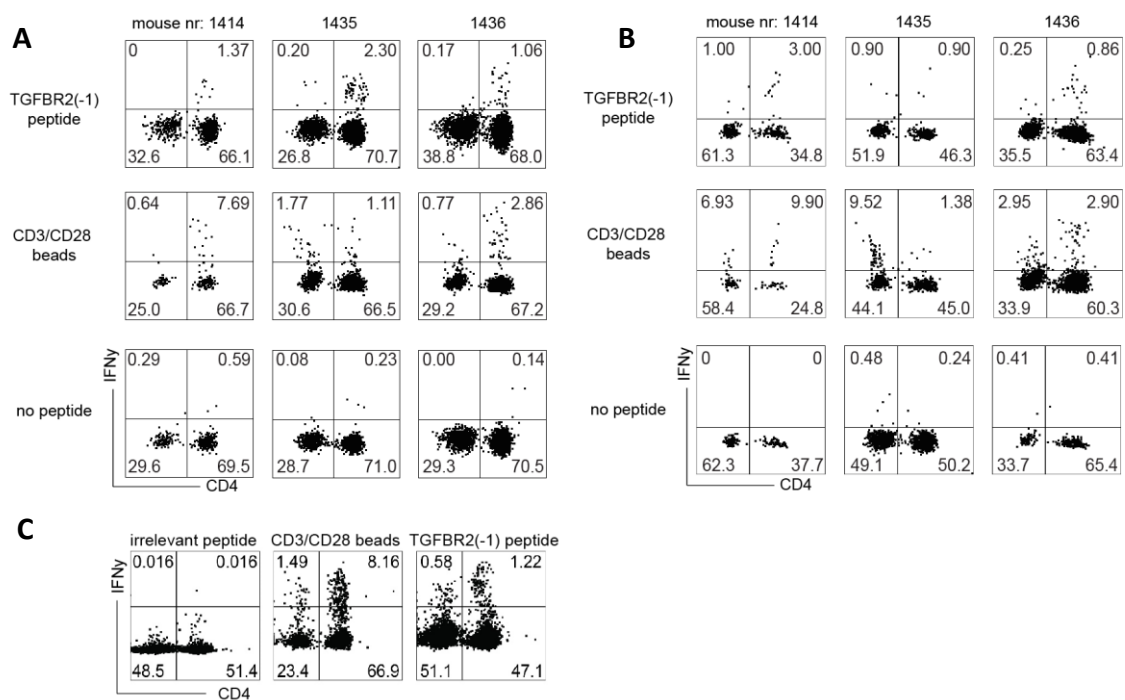 A
mouse nr: 1414 1435 1436
TGFBR2(-1)
peptide
0 1.37 0.20 2.30 0.17 1.06
32.6 66.1 26.8 70.7 38.8 68.0
CD3/CD28
beads
0.64 7.69 1.77 1.11 0.77 2.86
25.0 66.7 30.6 66.5 29.2 67.2
no peptide
0.29 0.59 0.08 0.23 0.00 0.14
29.6 69.5 28.7 71.0 29.3 70.5
IFNy
CD4
B
mouse nr: 1414 1435 1436
TGFBR2(-1)
peptide
1.00 3.00 0.90 0.90 0.25 0.86
61.3 34.8 51.9 46.3 35.5 63.4
CD3/CD28
beads
6.93 9.90 9.52 1.38 2.95 2.90
58.4 24.8 44.1 45.0 33.9 60.3
no peptide
0 0 0.48 0.24 0.41 0.41
62.3 37.7 49.1 50.2 33.7 65.4
IFNy
CD4
C
irrelevant peptide CD3/CD28 beads TGFBR2(-1) peptide
0.016 0.016 1.49 8.16 0.58 1.22
48.5 51.4 23.4 66.9 51.1 47.1
IFNy
CD4